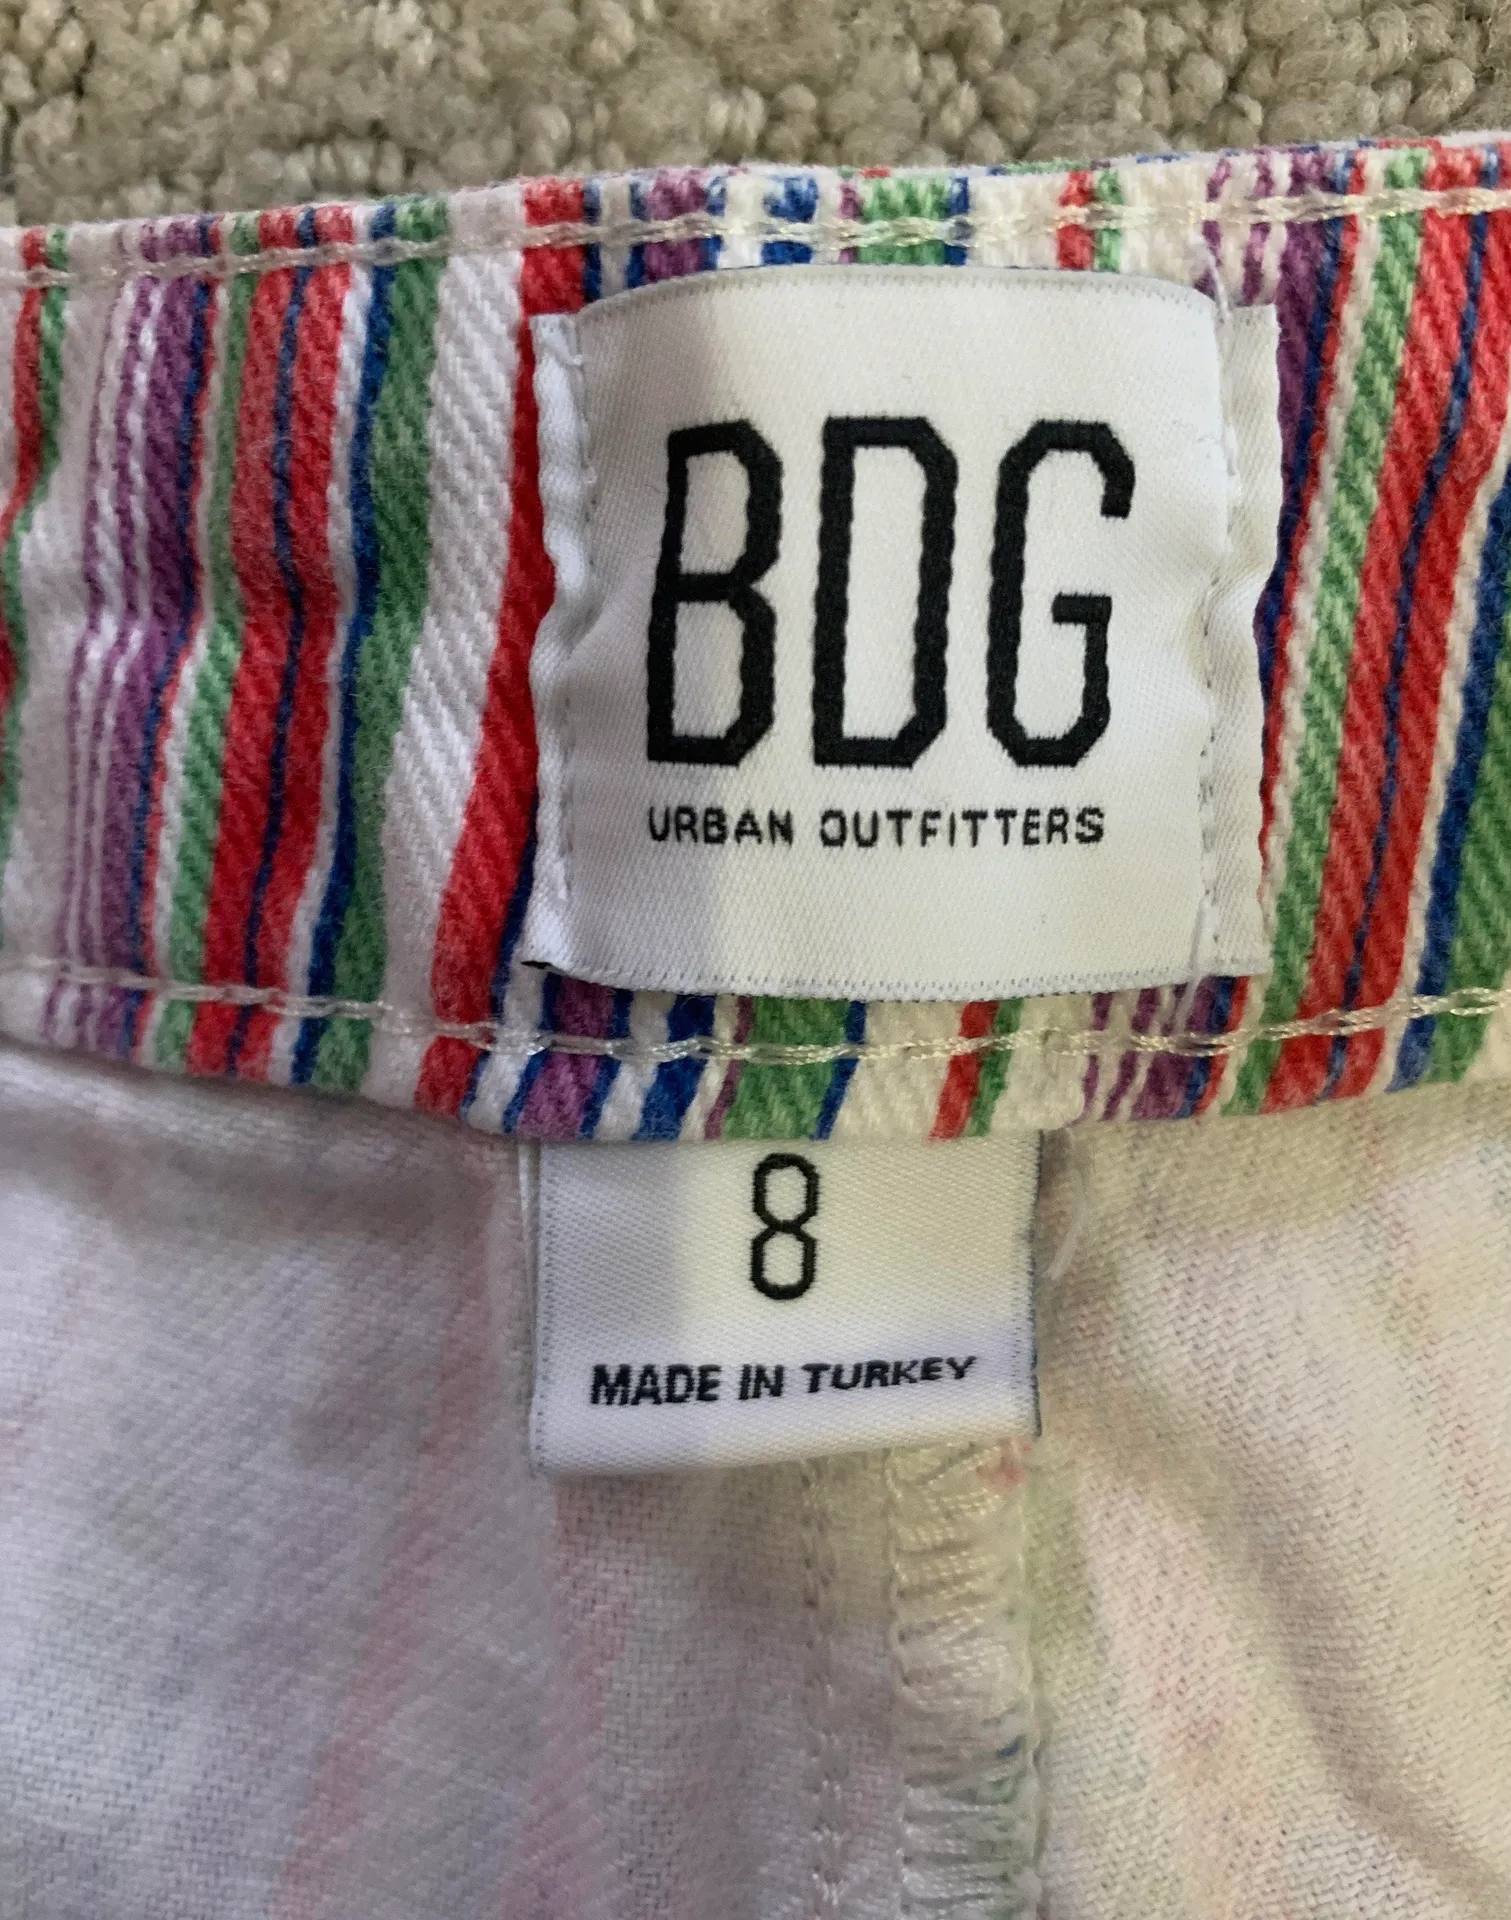 BDG
URBAN OUTFITTERS
8
MADE IN TURKEY